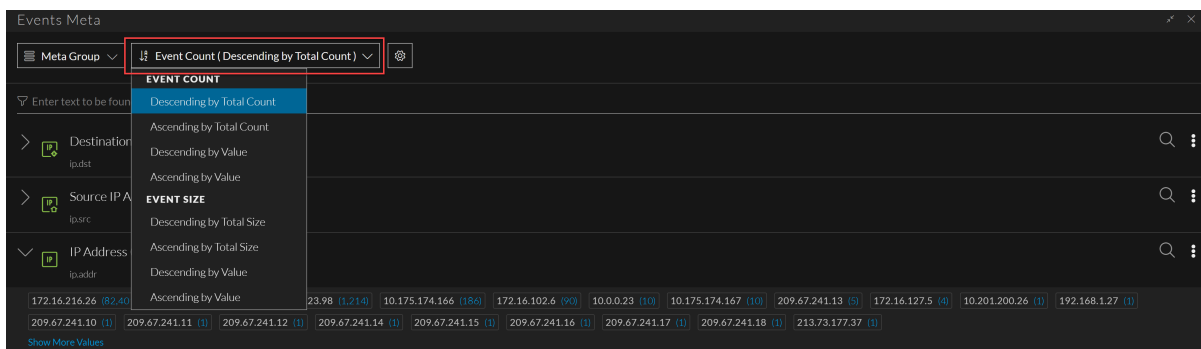 Events Meta
Meta Group
Event Count ( Descending by Total Count )
EVENT COUNT
Enter text to be foun
Descending by Total Count
Ascending by Total Count
IP
Destination
Descending by Value
ip.dst
Ascending by Value
IP
Source IP A
EVENT SIZE
ip.src
Descending by Total Size
IP
IP Address
Ascending by Total Size
ip.addr
Descending by Value
Ascending by Value
172.16.216.26 (82,40 23.98 (1,214) 10.175.174.166 (186) 172.16.102.6 (90) 10.0.0.23 (10) 10.175.174.167 (10) 209.67.241.13 (5) 172.16.127.5 (4) 10.201.200.26 (1) 192.168.1.27 (1)
209.67.241.10 (1) 209.67.241.11 (1) 209.67.241.12 (1) 209.67.241.14 (1) 209.67.241.15 (1) 209.67.241.16 (1) 209.67.241.17 (1) 209.67.241.18 (1) 213.73.177.37 (1)
Show More Values